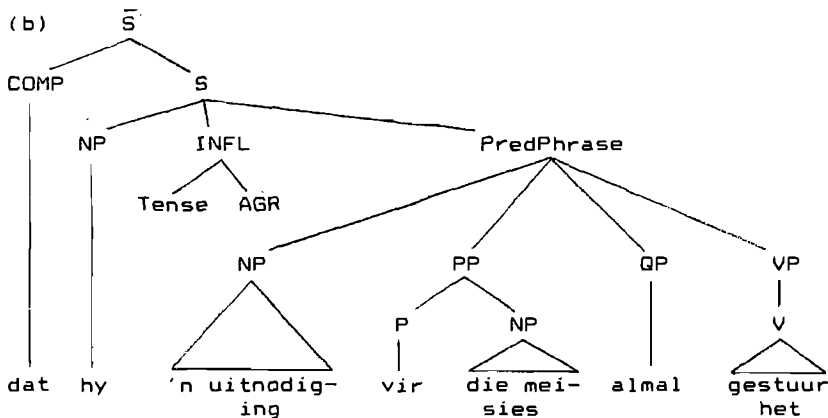 (b)
S̄
COMP S
NP INFL PredPhrase
Tense AGR
NP PP QP VP
P NP V
dat hy 'n uitnodig- vir die mei- almal gestuur
ing sies het